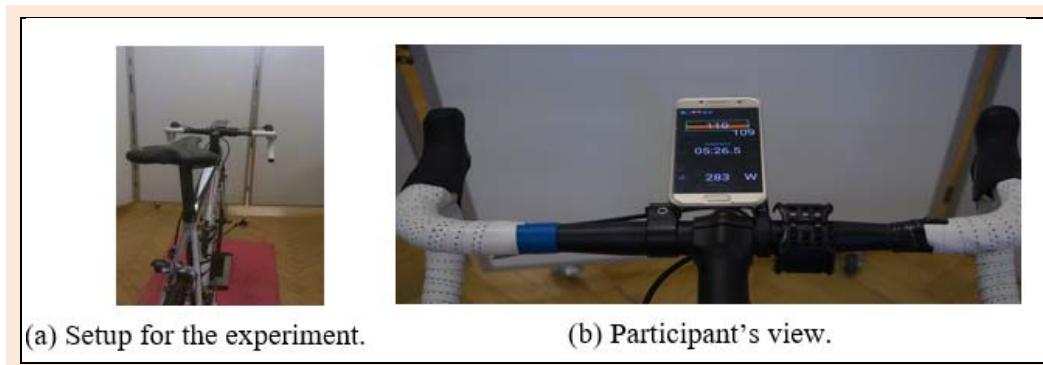 110
109
05:26.5
283 W
(a) Setup for the experiment.
(b) Participant's view.